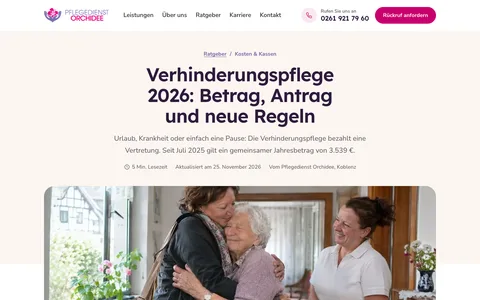 PFLEGEDIENST
ORCHIDEE
Leistungen
Über uns
Ratgeber
Karriere
Kontakt
Rufen Sie uns an
0261 921 79 60
Rückruf anfordern
Ratgeber / Kosten & Kassen
Verhinderungspflege
2026: Betrag, Antrag
und neue Regeln
Urlaub, Krankheit oder einfach eine Pause: Die Verhinderungspflege bezahlt eine
Vertretung. Seit Juli 2025 gilt ein gemeinsamer Jahresbetrag von 3.539 €.
5 Min. Lesezeit
Aktualisiert am 25. November 2026
Vom Pflegedienst Orchidee, Koblenz